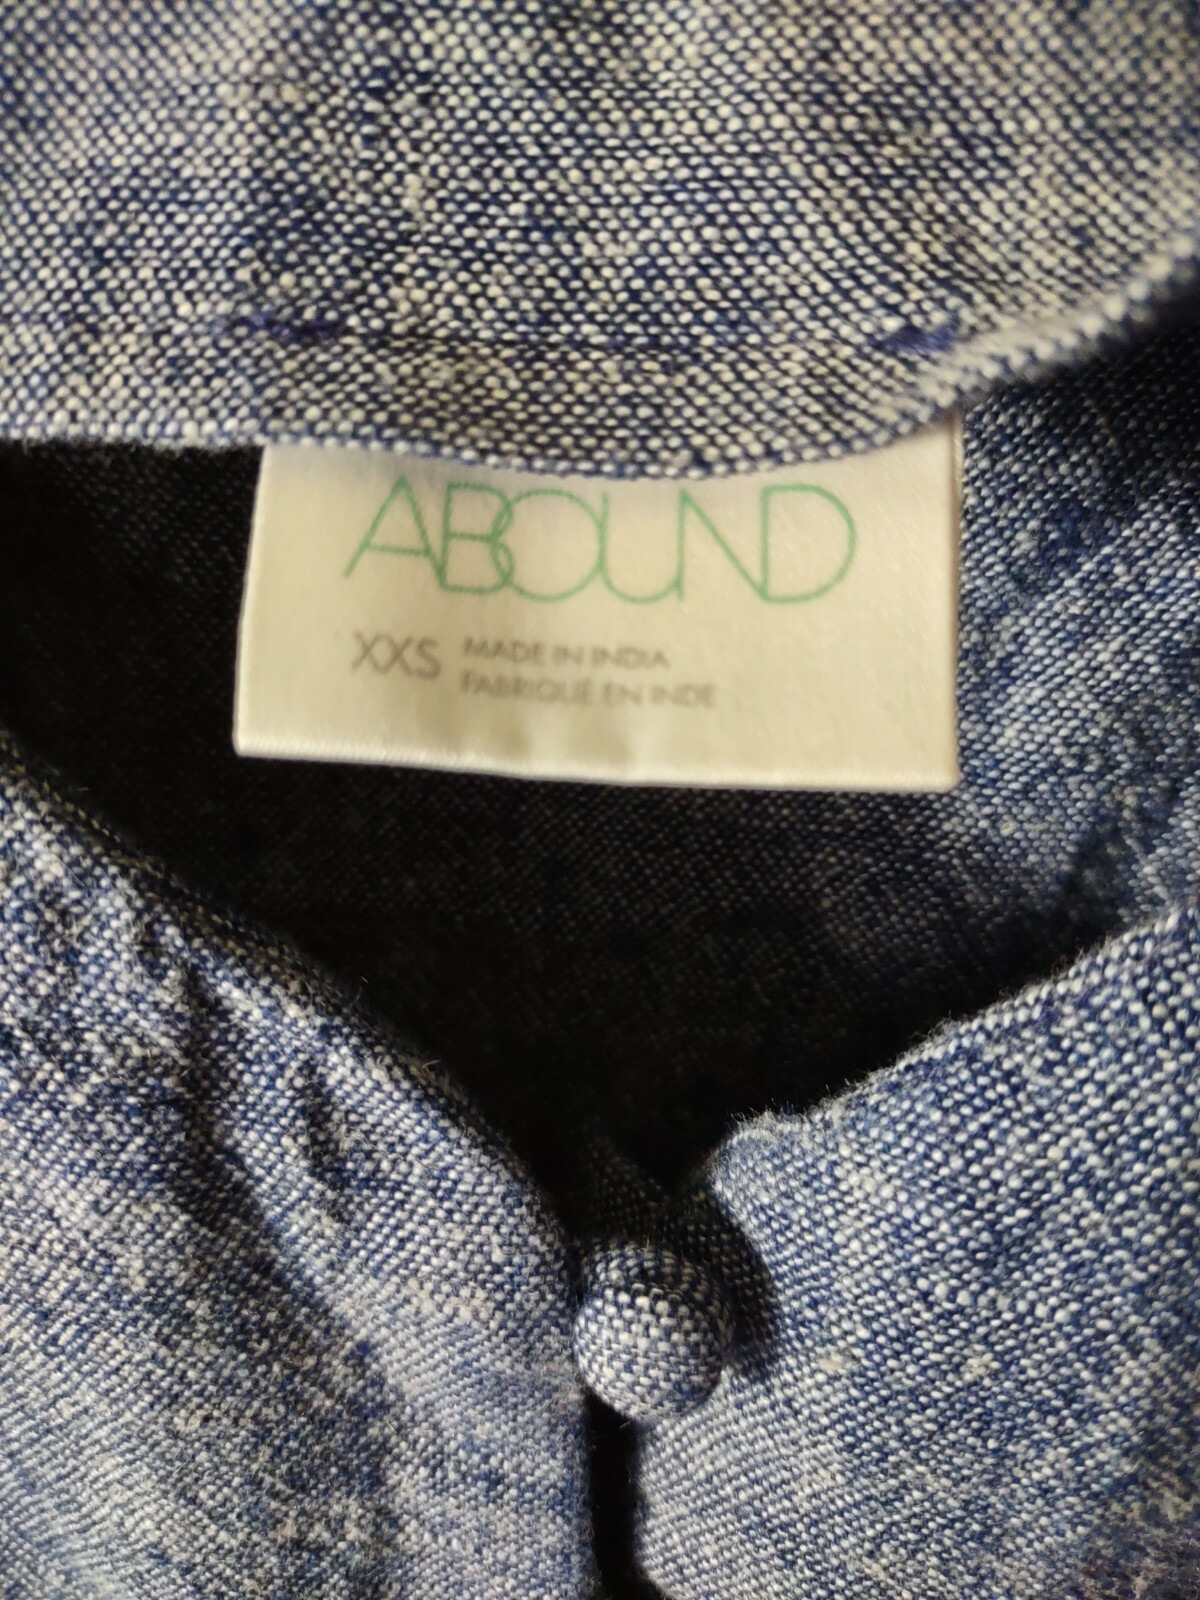 ABOUND
XXS MADE IN INDIA
FABRIQUÉ EN INDE